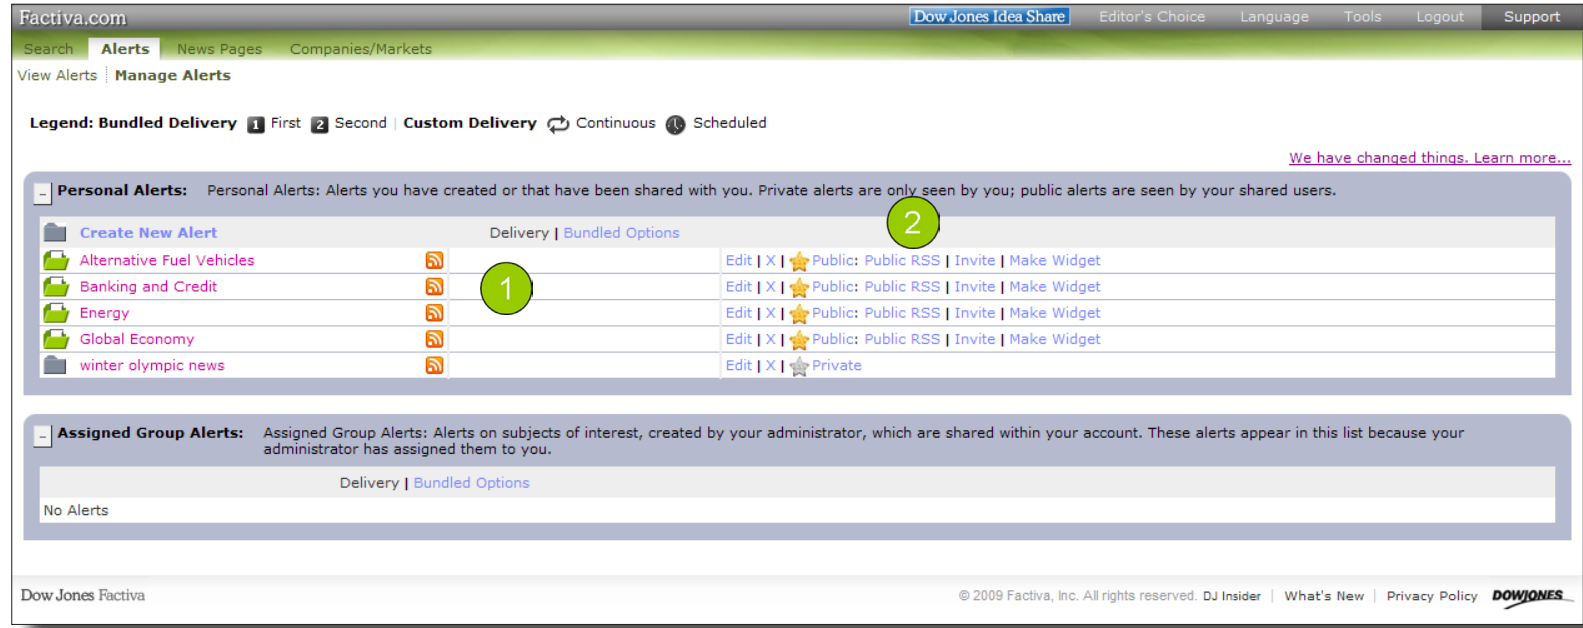 Factiva.com Dow Jones Idea Share Editor's Choice Language Tools Logout Support
Search Alerts News Pages Companies/Markets
View Alerts Manage Alerts
Legend: Bundled Delivery 1 First 2 Second | Custom Delivery Continuous Scheduled
We have changed things. Learn more...
- Personal Alerts: Personal Alerts: Alerts you have created or that have been shared with you. Private alerts are only seen by you; public alerts are seen by your shared users.
2
Create New Alert Delivery | Bundled Options
Alternative Fuel Vehicles Edit | X | Public: Public RSS | Invite | Make Widget
1
Banking and Credit Edit | X | Public: Public RSS | Invite | Make Widget
Energy Edit | X | Public: Public RSS | Invite | Make Widget
Global Economy Edit | X | Public: Public RSS | Invite | Make Widget
winter olympic news Edit | X | Private
- Assigned Group Alerts: Assigned Group Alerts: Alerts on subjects of interest, created by your administrator, which are shared within your account. These alerts appear in this list because your
administrator has assigned them to you.
Delivery | Bundled Options
No Alerts
Dow Jones Factiva © 2009 Factiva, Inc. All rights reserved. DJ Insider | What's New | Privacy Policy DOWJONES